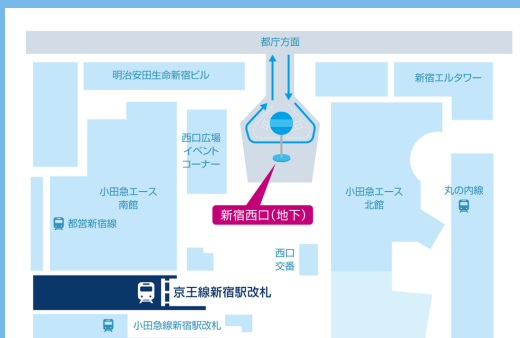 都庁方面
明治安田生命新宿ビル
新宿エルタワー
西口広場
イベント
コーナー
小田急エース
南館
小田急エース
北館
丸の内線
新宿西口(地下)
都営新宿線
西口
交番
京王線新宿駅改札
小田急線新宿駅改札